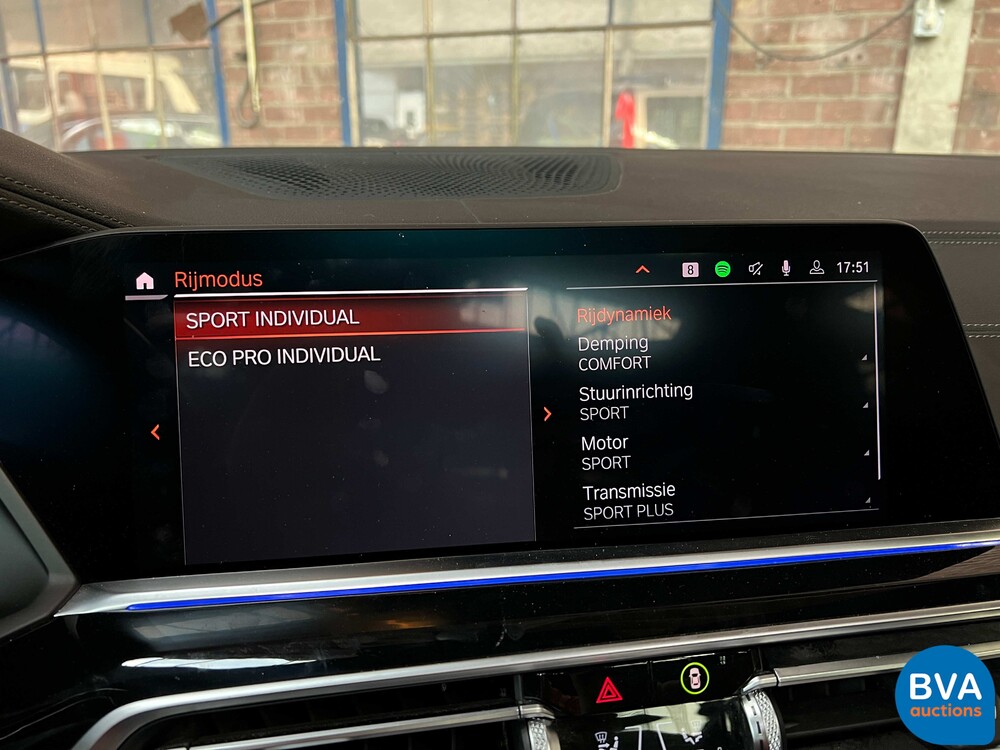 Rijmodus
8
17:51
SPORT INDIVIDUAL
ECO PRO INDIVIDUAL
Rijdynamiek
Demping
COMFORT
Stuurinrichting
SPORT
Motor
SPORT
Transmissie
SPORT PLUS
BVA
auctions